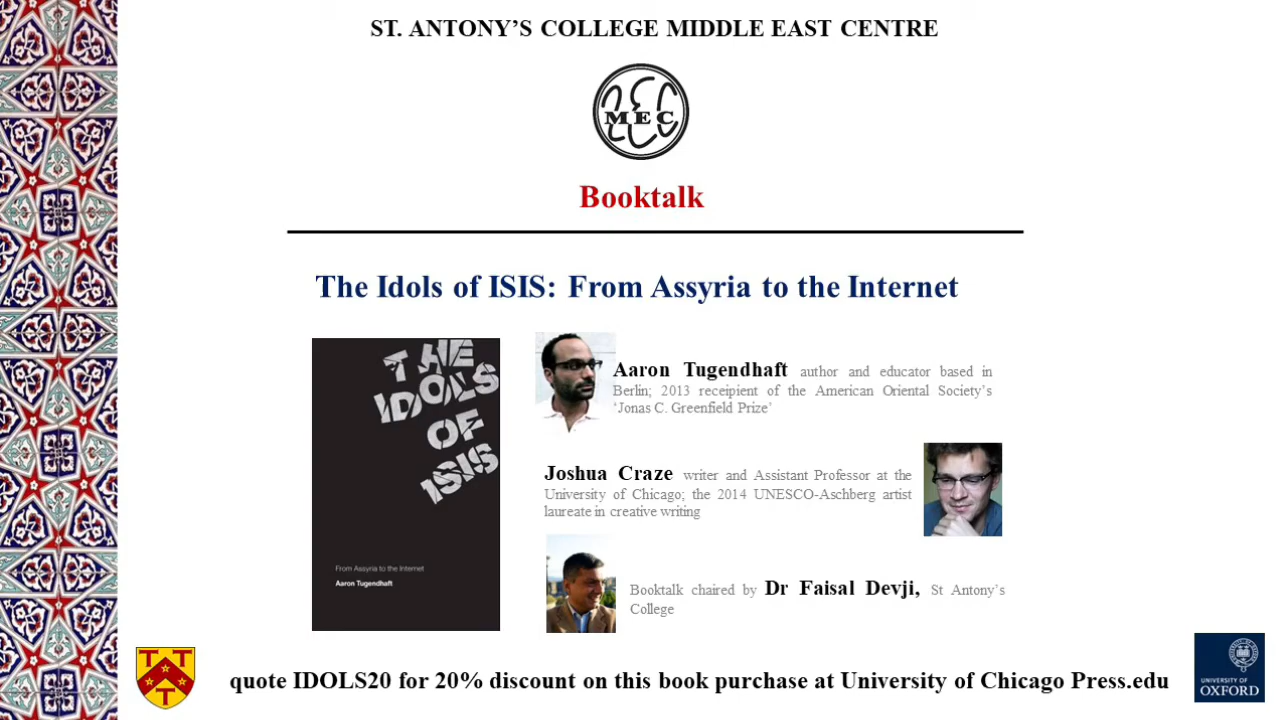 ST. ANTONY’S COLLEGE MIDDLE EAST CENTRE
MEC
Booktalk
The Idols of ISIS: From Assyria to the Internet
THE
IDOLS
OF
ISIS
From Assyria to the Internet
Aaron Tugendhaft
Aaron Tugendhaft author and educator based in
Berlin; 2013 receipient of the American Oriental Society’s
‘Jonas C. Greenfield Prize’
Joshua Craze writer and Assistant Professor at the
University of Chicago; the 2014 UNESCO-Aschberg artist
laureate in creative writing
Booktalk chaired by Dr Faisal Devji, St Antony’s
College
T T
T
quote IDOLS20 for 20% discount on this book purchase at University of Chicago Press.edu
UNIVERSITY OF
OXFORD